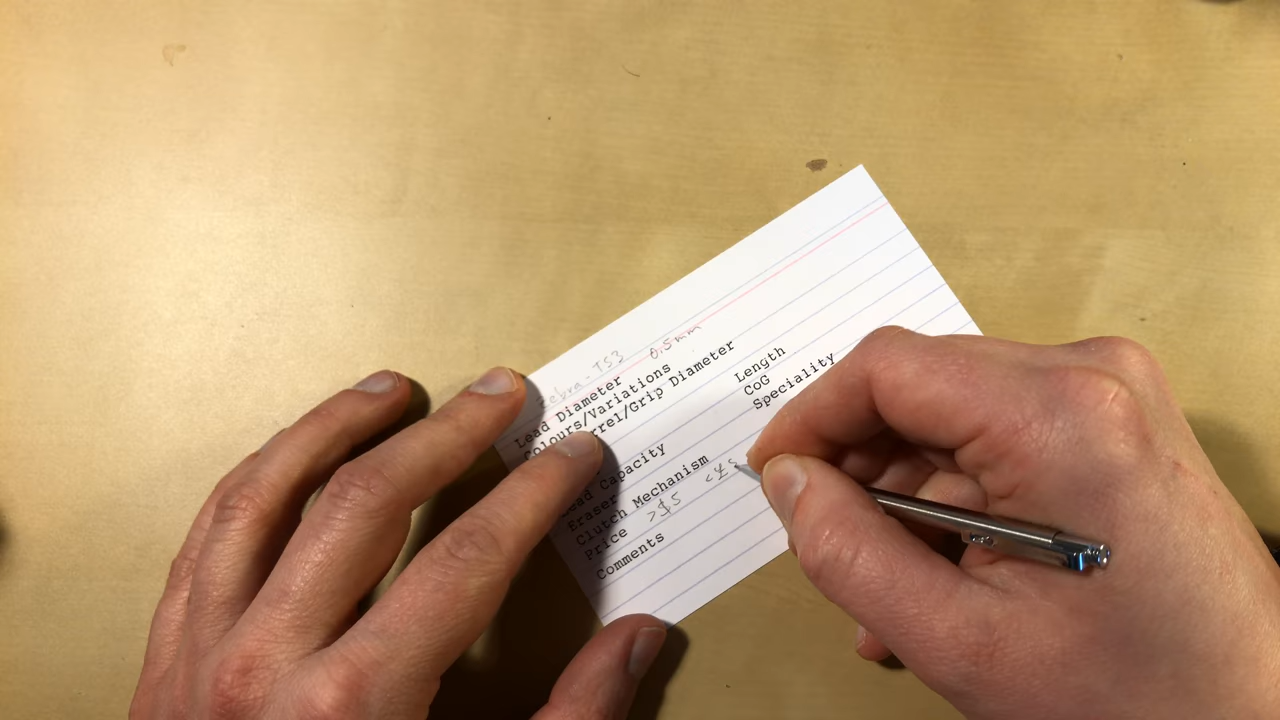 Zebra-TS3 0.5mm
Lead Diameter
Colours/Variations
rrel/Grip Diameter Length
CoG
Lead Capacity Speciality
Eraser
Clutch Mechanism
Price >$5 <£5
Comments